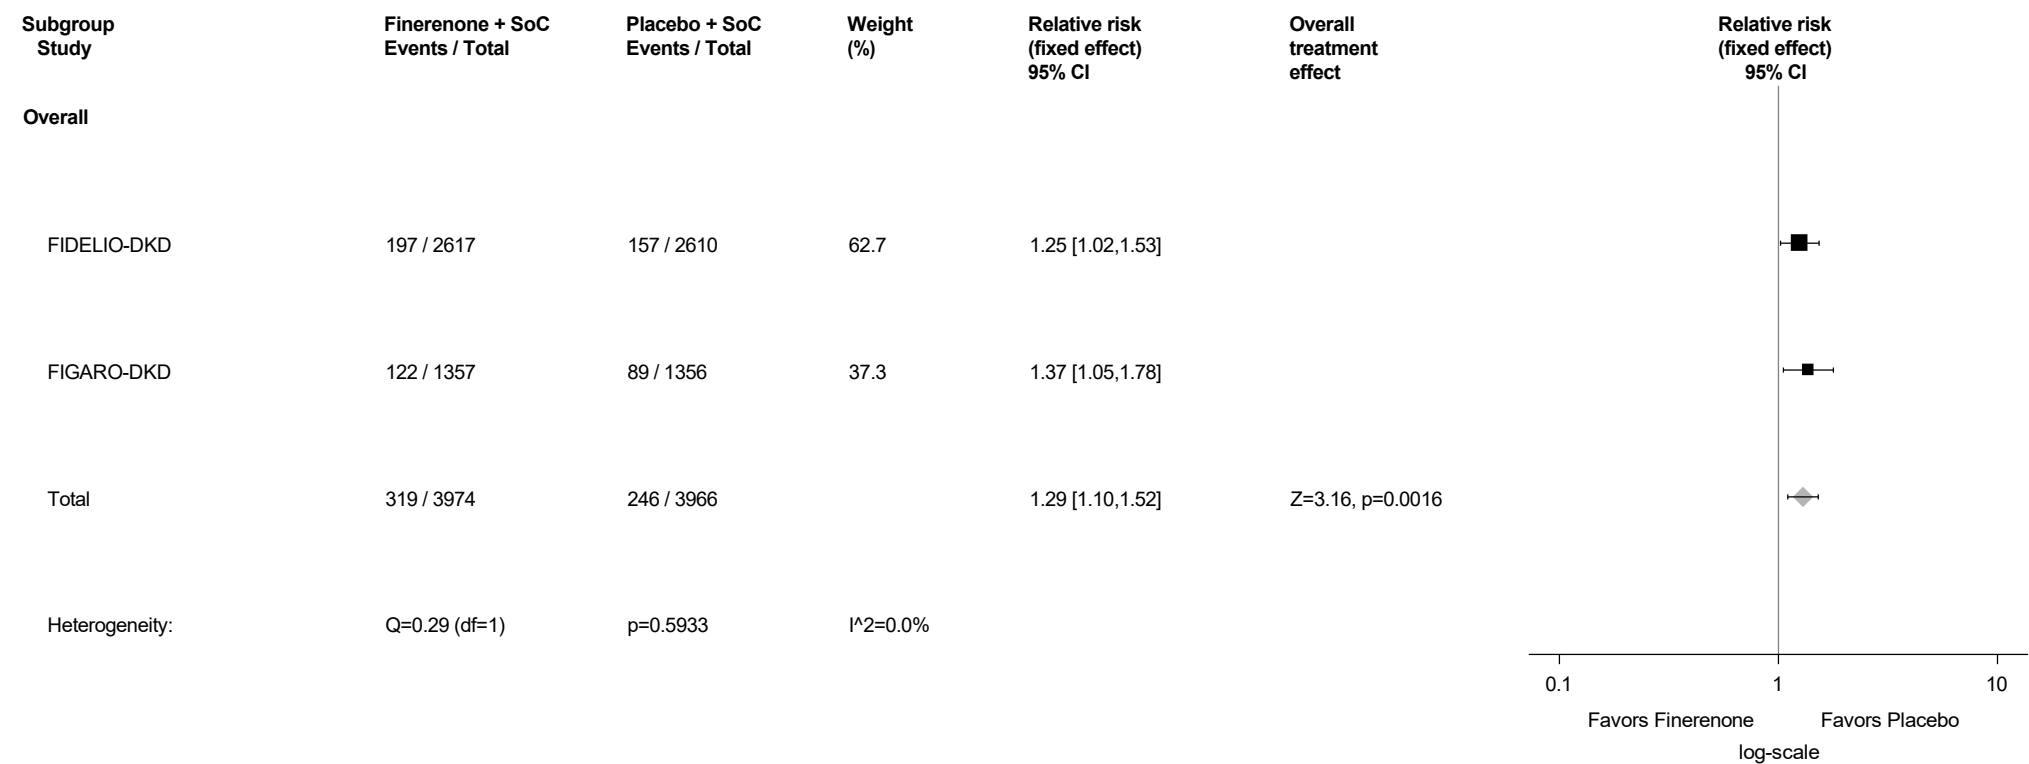 Subgroup Finerenone + SoC Placebo + SoC Weight Relative risk Overall Relative risk
Study Events / Total Events / Total (%) (fixed effect) treatment (fixed effect)
95% CI effect 95% CI
Overall
FIDELIO-DKD 197 / 2617 157 / 2610 62.7 1.25 [1.02,1.53]
FIGARO-DKD 122 / 1357 89 / 1356 37.3 1.37 [1.05,1.78]
Total 319 / 3974 246 / 3966 1.29 [1.10,1.52] Z=3.16, p=0.0016
Heterogeneity: Q=0.29 (df=1) p=0.5933 I^2=0.0%
0.1 1 10
Favors Finerenone Favors Placebo
log-scale